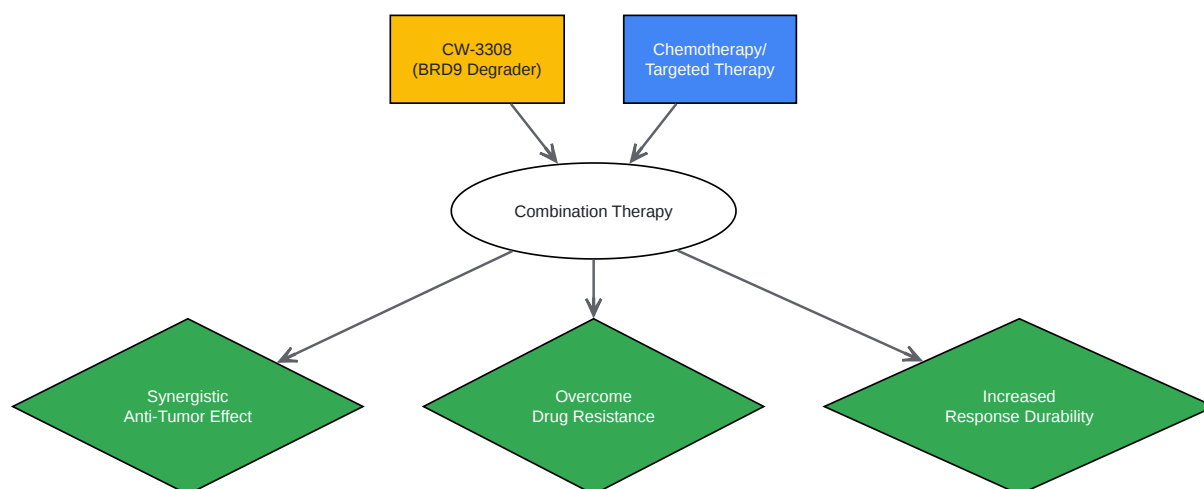 CW-3308
(BRD9 Degrader)
Chemotherapy/
Targeted Therapy
Combination Therapy
Synergistic
Anti-Tumor Effect
Overcome
Drug Resistance
Increased
Response Durability